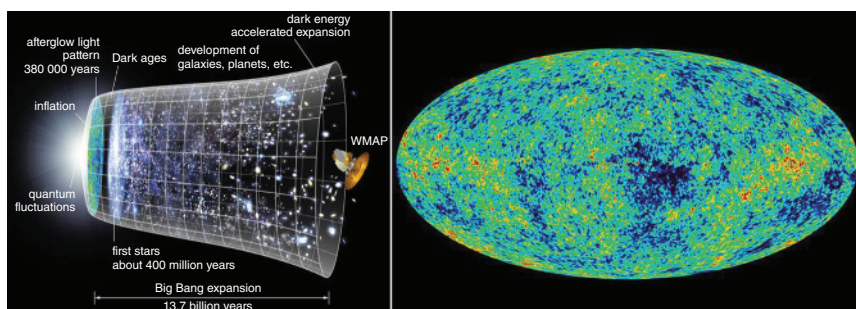 dark energy
accelerated expansion
afterglow light
pattern
380 000 years
Dark ages
development of
galaxies, planets, etc.
inflation
WMAP
quantum
fluctuations
first stars
about 400 million years
Big Bang expansion
13.7 billion years